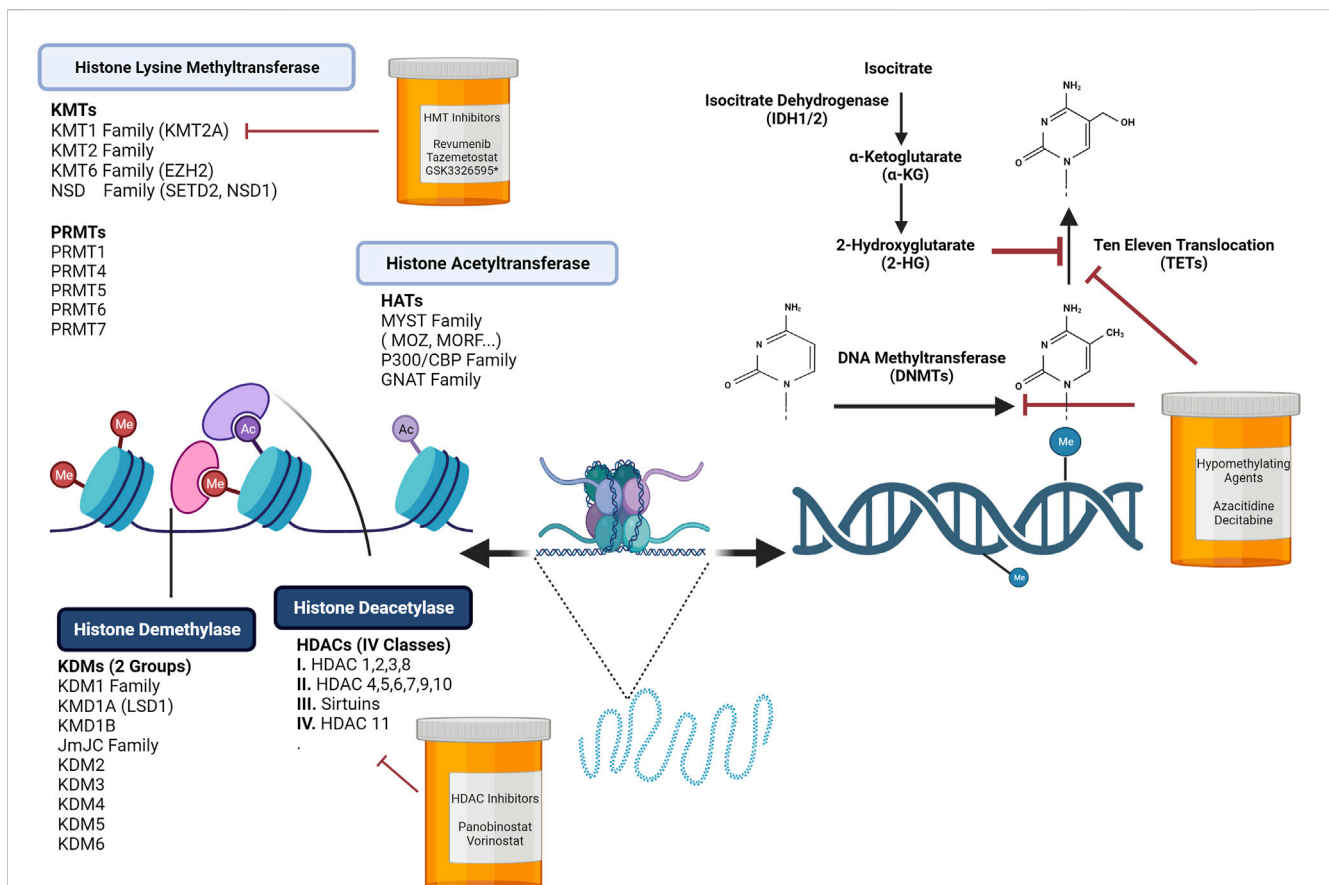 Histone Lysine Methyltransferase
KMTs
KMT1 Family (KMT2A)
KMT2 Family
KMT6 Family (EZH2)
NSD Family (SETD2, NSD1)
PRMTs
PRMT1
PRMT4
PRMT5
PRMT6
PRMT7
HMT Inhibitors
Revumenib
Tazemetostat
GSK3326595*
Histone Acetyltransferase
HATs
MYST Family
( MOZ, MORF...)
P300/CBP Family
GNAT Family
Me
Me
Ac
Me
Ac
Histone Demethylase
KDMs (2 Groups)
KDM1 Family
KMD1A (LSD1)
KMD1B
JmJC Family
KDM2
KDM3
KDM4
KDM5
KDM6
Histone Deacetylase
HDACs (IV Classes)
I. HDAC 1,2,3,8
II. HDAC 4,5,6,7,9,10
III. Sirtuins
IV. HDAC 11
.
HDAC Inhibitors
Panobinostat
Vorinostat
Isocitrate
Isocitrate Dehydrogenase
(IDH1/2)
α-Ketoglutarate
(α-KG)
2-Hydroxyglutarate
(2-HG)
NH₂
N
OH
O
N
Ten Eleven Translocation
(TETs)
NH₂
N
O
N
DNA Methyltransferase
(DNMTs)
NH₂
CH₃
N
O
N
Me
Me
Hypomethylating
Agents
Azacitidine
Decitabine